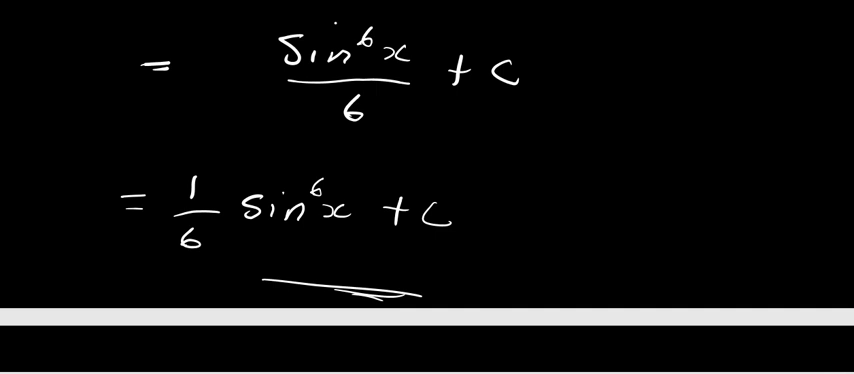 = sin⁶x/6 + c
= 1/6 sin⁶x + c